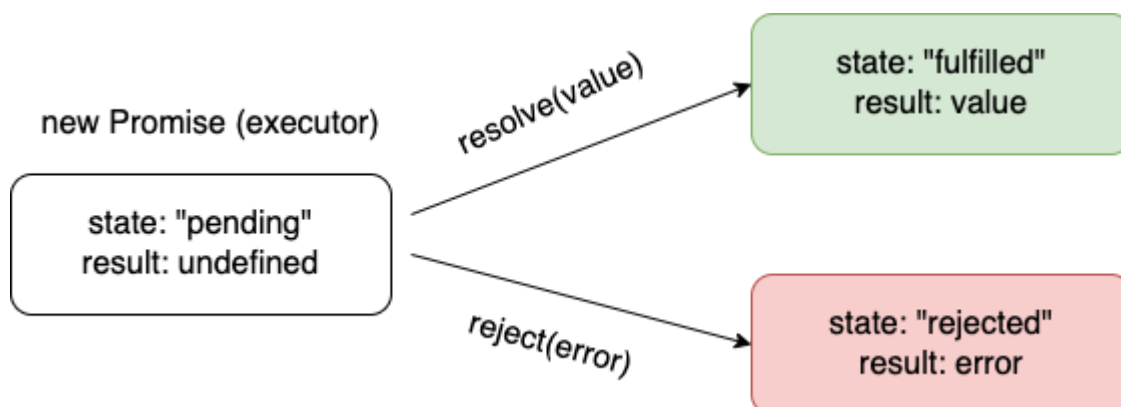 new Promise (executor)
state: "pending"
result: undefined
resolve(value)
reject(error)
state: "fulfilled"
result: value
state: "rejected"
result: error